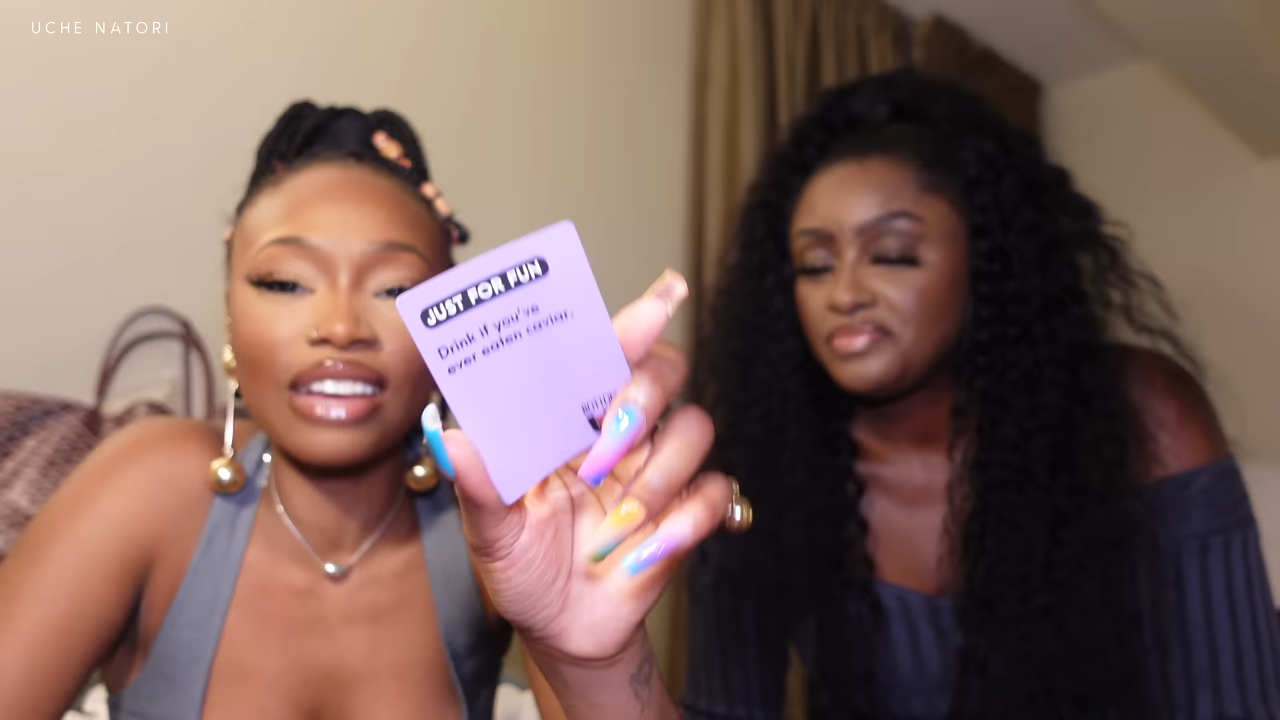 UCHE NATORI
JUST FOR FUN
Drink if you've
ever eaten caviar.